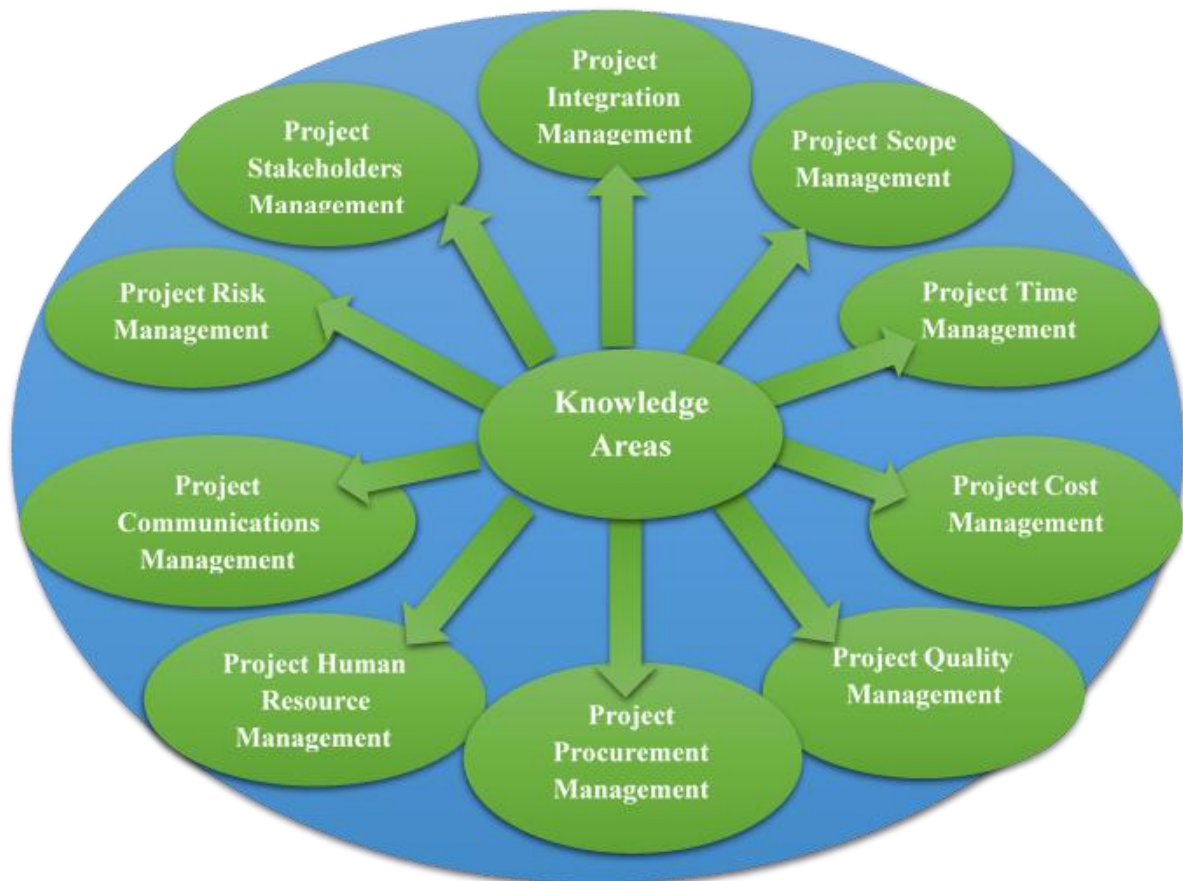 Project
Integration
Management
Project Scope
Management
Project Time
Management
Project Cost
Management
Project Quality
Management
Project
Procurement
Management
Project Human
Resource
Management
Project
Communications
Management
Project Risk
Management
Project
Stakeholders
Management
Knowledge
Areas